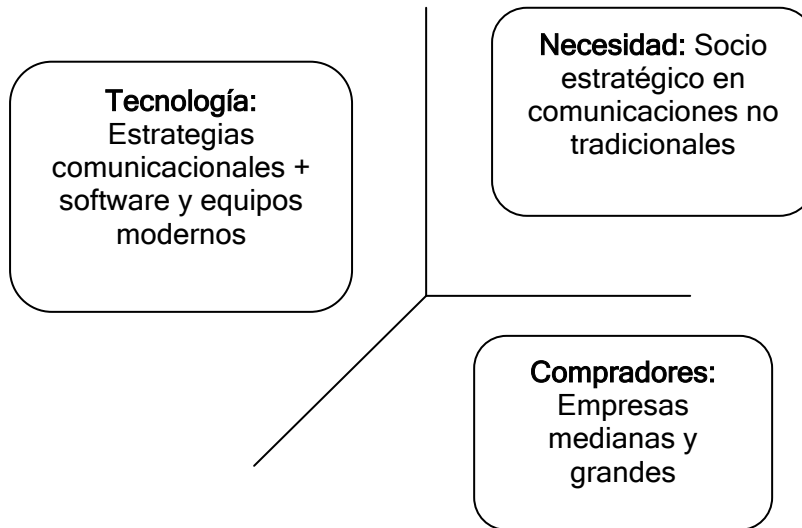 Tecnología:
Estrategias
comunicacionales +
software y equipos
modernos
Necesidad: Socio
estratégico en
comunicaciones no
tradicionales
Compradores:
Empresas
medianas y
grandes